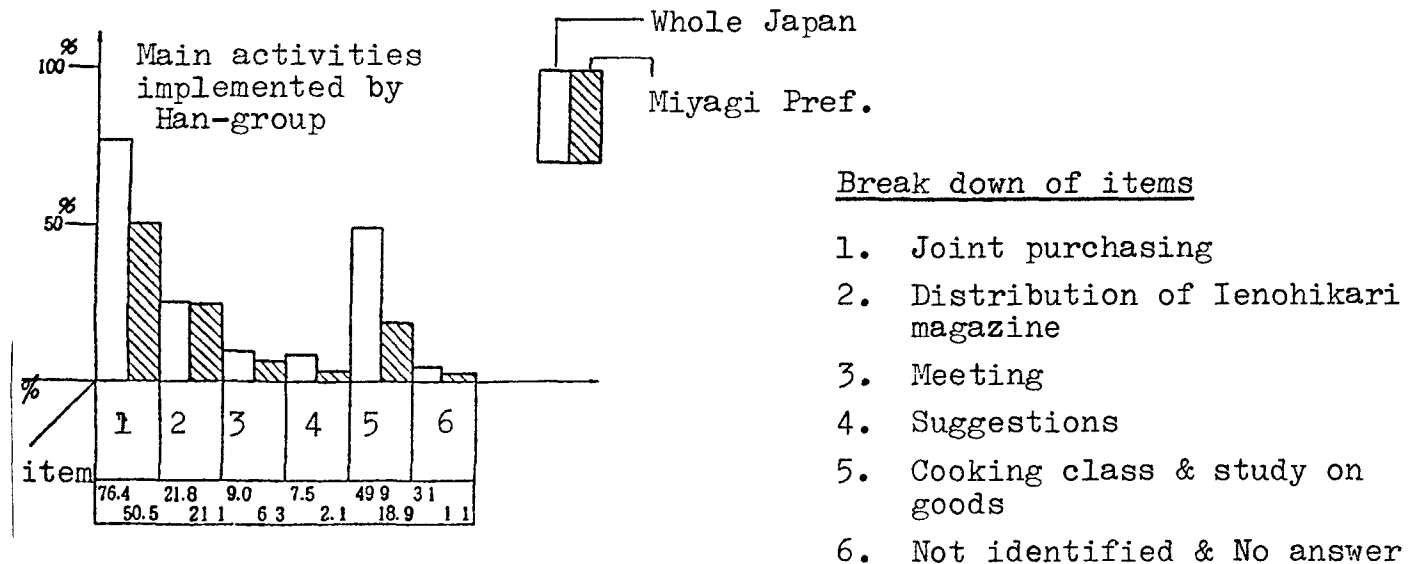 Whole Japan
Miyagi Pref.
Main activities
implemented by
Han-group
%
100
%
50
%
item
1 2 3 4 5 6
76.4 21.8 9.0 7.5 49 9 3 1
50.5 21 1 6 3 2.1 18.9 1 1
Break down of items
1. Joint purchasing
2. Distribution of Ienohikari
magazine
3. Meeting
4. Suggestions
5. Cooking class & study on
goods
6. Not identified & No answer